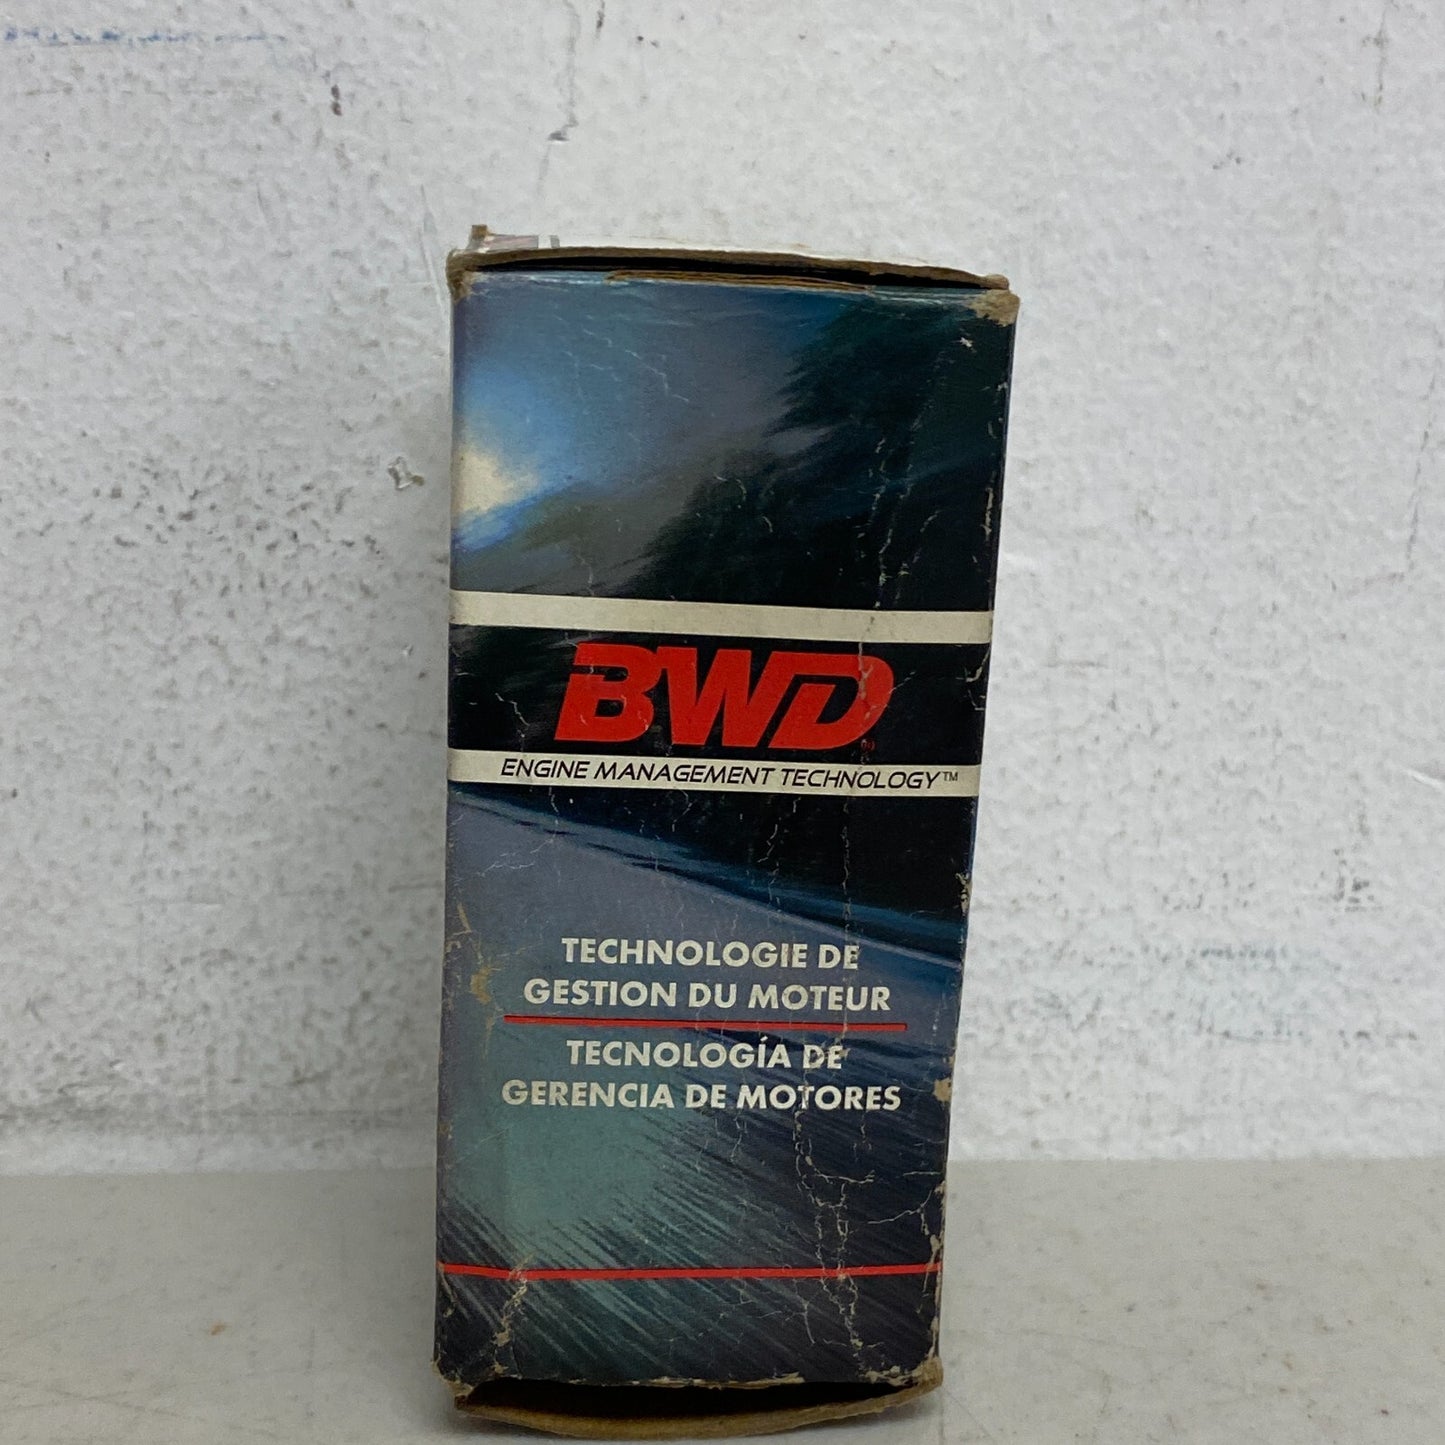 BWD
ENGINE MANAGEMENT TECHNOLOGY™
TECHNOLOGIE DE
GESTION DU MOTEUR
TECNOLOGÍA DE
GERENCIA DE MOTORES